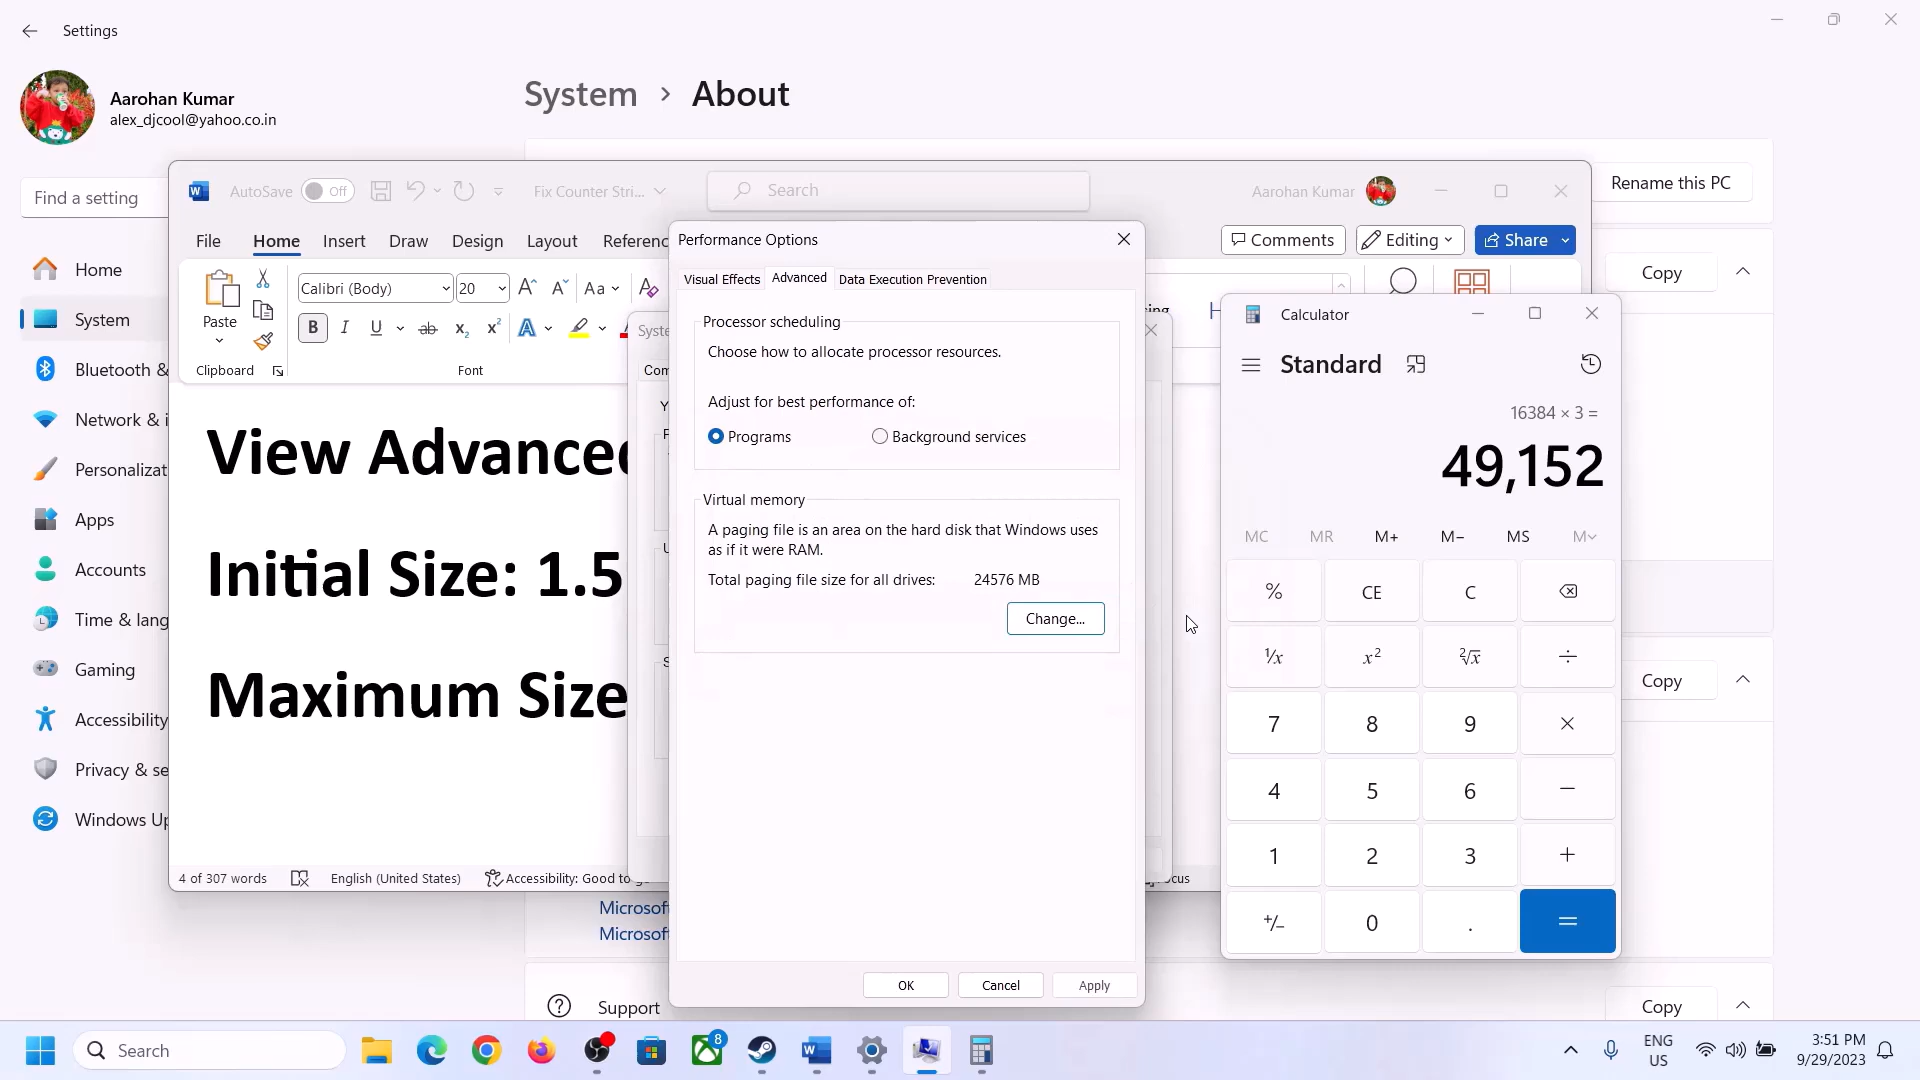 Settings
Aarohan Kumar
alex_djcool@yahoo.co.in
System > About
Find a setting
Home
System
Bluetooth &
Network & i
Personalizat
Apps
Accounts
Time & lang
Gaming
Accessibility
Privacy & se
Windows Up
Rename this PC
Copy
Copy
Copy
Support
AutoSave Off
Fix Counter Stri...
Search
Aarohan Kumar
File Home Insert Draw Design Layout Referenc
Comments Editing Share
Paste
Calibri (Body) 20
Aa
B I U ab x₂ x² A
Clipboard Font
View Advanced
Initial Size: 1.5
Maximum Size
4 of 307 words English (United States) Accessibility: Good to
Microsof
Microsof
Performance Options
Visual Effects Advanced Data Execution Prevention
Processor scheduling
Choose how to allocate processor resources.
Adjust for best performance of:
Programs Background services
Virtual memory
A paging file is an area on the hard disk that Windows uses
as if it were RAM.
Total paging file size for all drives: 24576 MB
Change...
OK Cancel Apply
Calculator
Standard
16384 × 3 =
49,152
MC MR M+ M− MS M
% CE C
¹/x x² ²√x ÷
7 8 9 ×
4 5 6 −
1 2 3 +
+/− 0 . =
Search
8
ENG
US
3:51 PM
9/29/2023